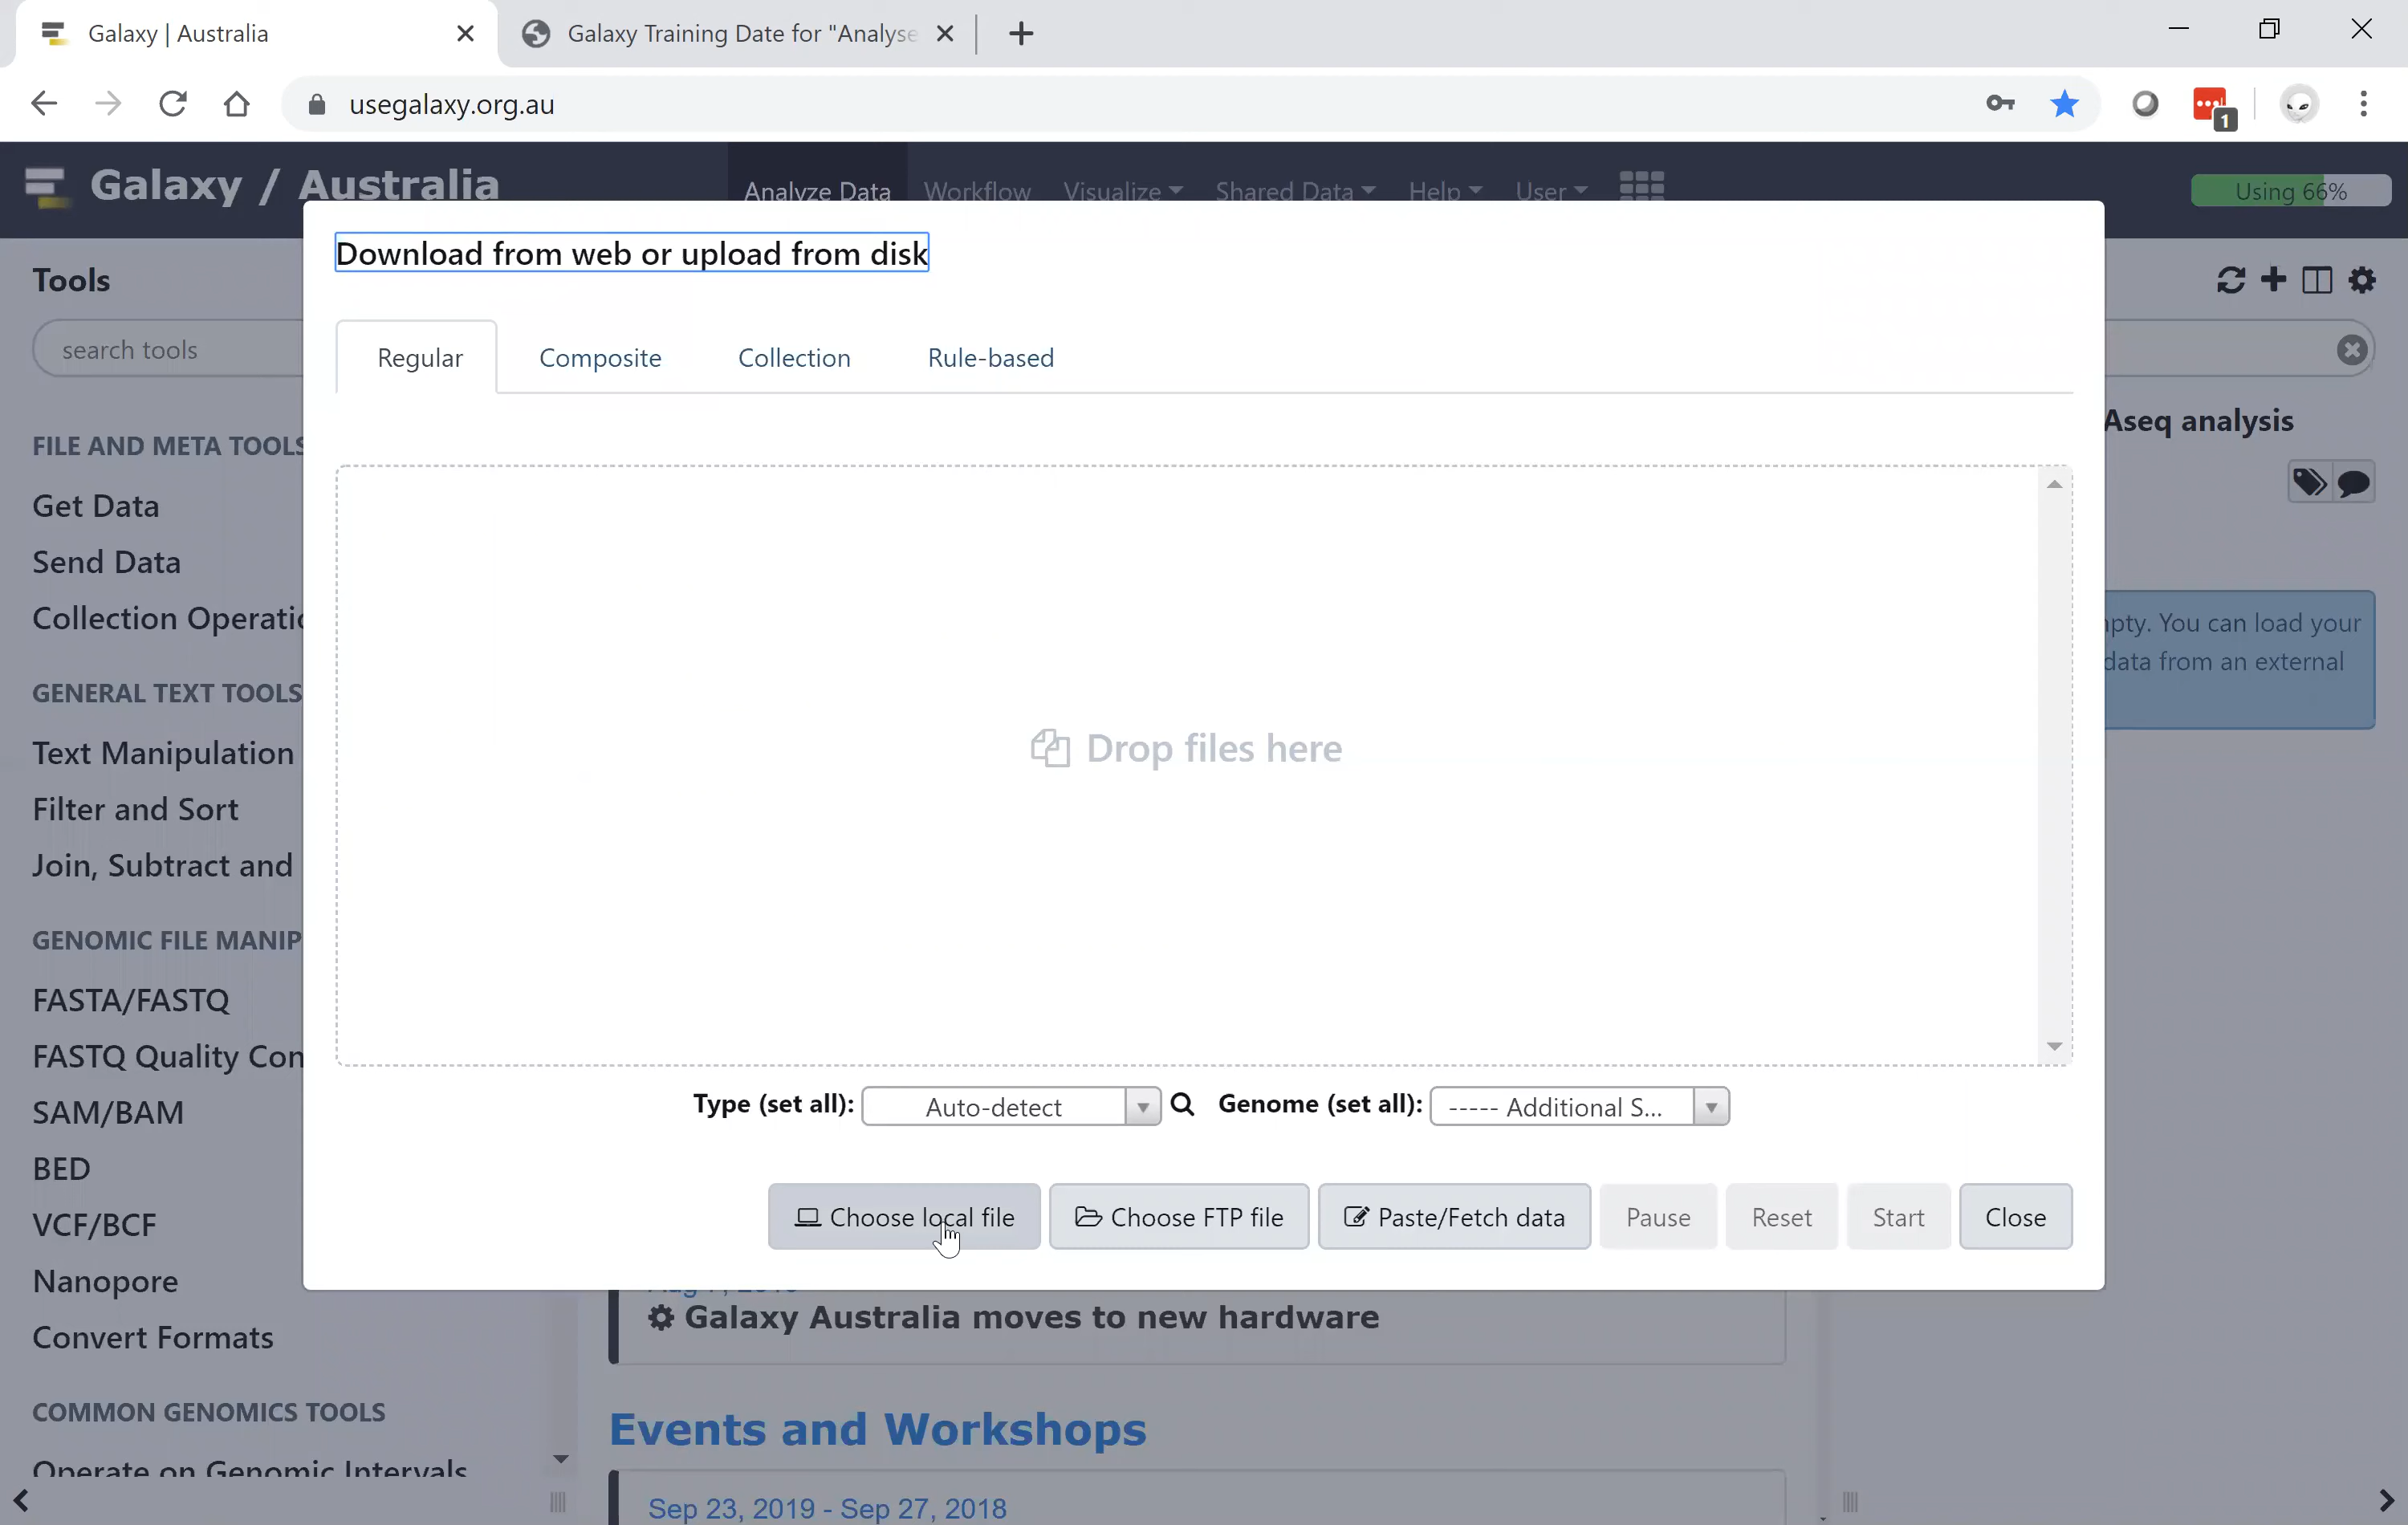 Galaxy | Australia
Galaxy Training Date for "Analyse
usegalaxy.org.au
1
Galaxy / Australia
Analyze Data
Workflow
Visualize
Shared Data
Help
User
Using 66%
Download from web or upload from disk
Tools
search tools
Regular
Composite
Collection
Rule-based
Aseq analysis
FILE AND META TOOLS
Get Data
Send Data
Collection Operatio
GENERAL TEXT TOOLS
Text Manipulation
Filter and Sort
Join, Subtract and
GENOMIC FILE MANIP
FASTA/FASTQ
FASTQ Quality Con
SAM/BAM
BED
VCF/BCF
Nanopore
Convert Formats
COMMON GENOMICS TOOLS
Operate on Genomic Intervals
Drop files here
pty. You can load your
data from an external
Type (set all):
Auto-detect
Genome (set all):
----- Additional S...
Choose local file
Choose FTP file
Paste/Fetch data
Pause
Reset
Start
Close
Galaxy Australia moves to new hardware
Events and Workshops
Sep 23, 2019 - Sep 27, 2018